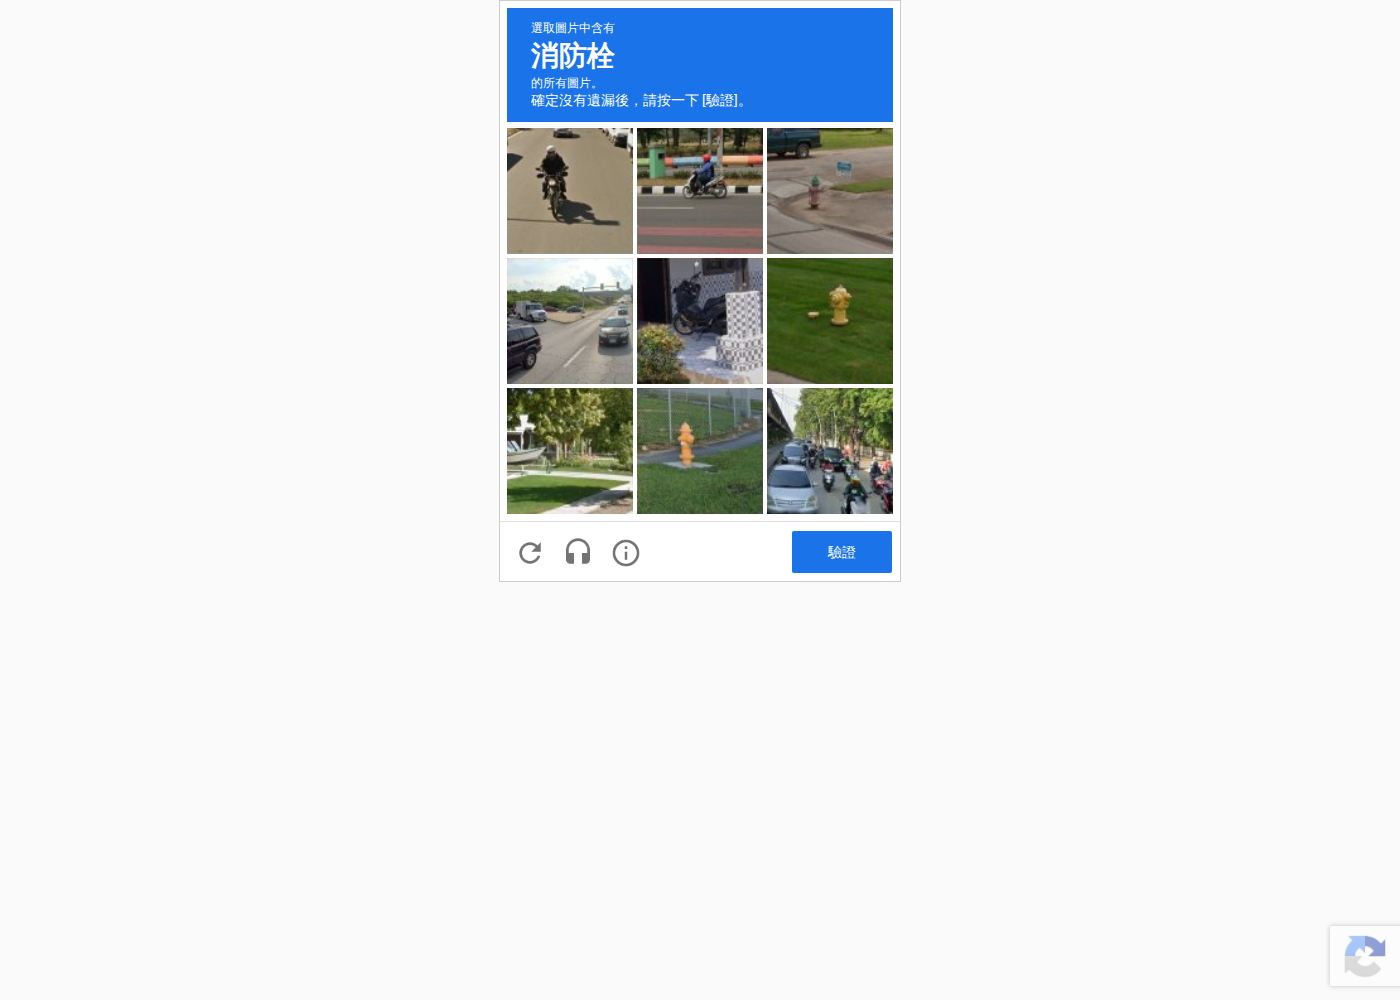 選取圖片中含有
消防栓
的所有圖片。
確定沒有遺漏後，請按一下 [驗證]。
驗證